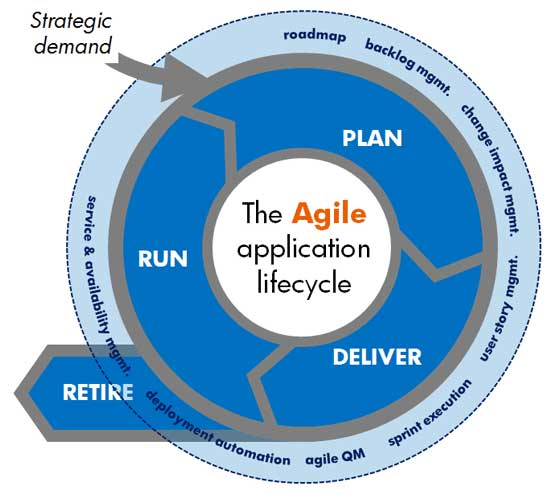 Strategic
demand
roadmap
backlog mgmt.
change impact mgmt.
user story mgmt.
sprint execution
agile QM
deployment automation
service & availability mgmt.
PLAN
DELIVER
RUN
RETIRE
The Agile
application
lifecycle